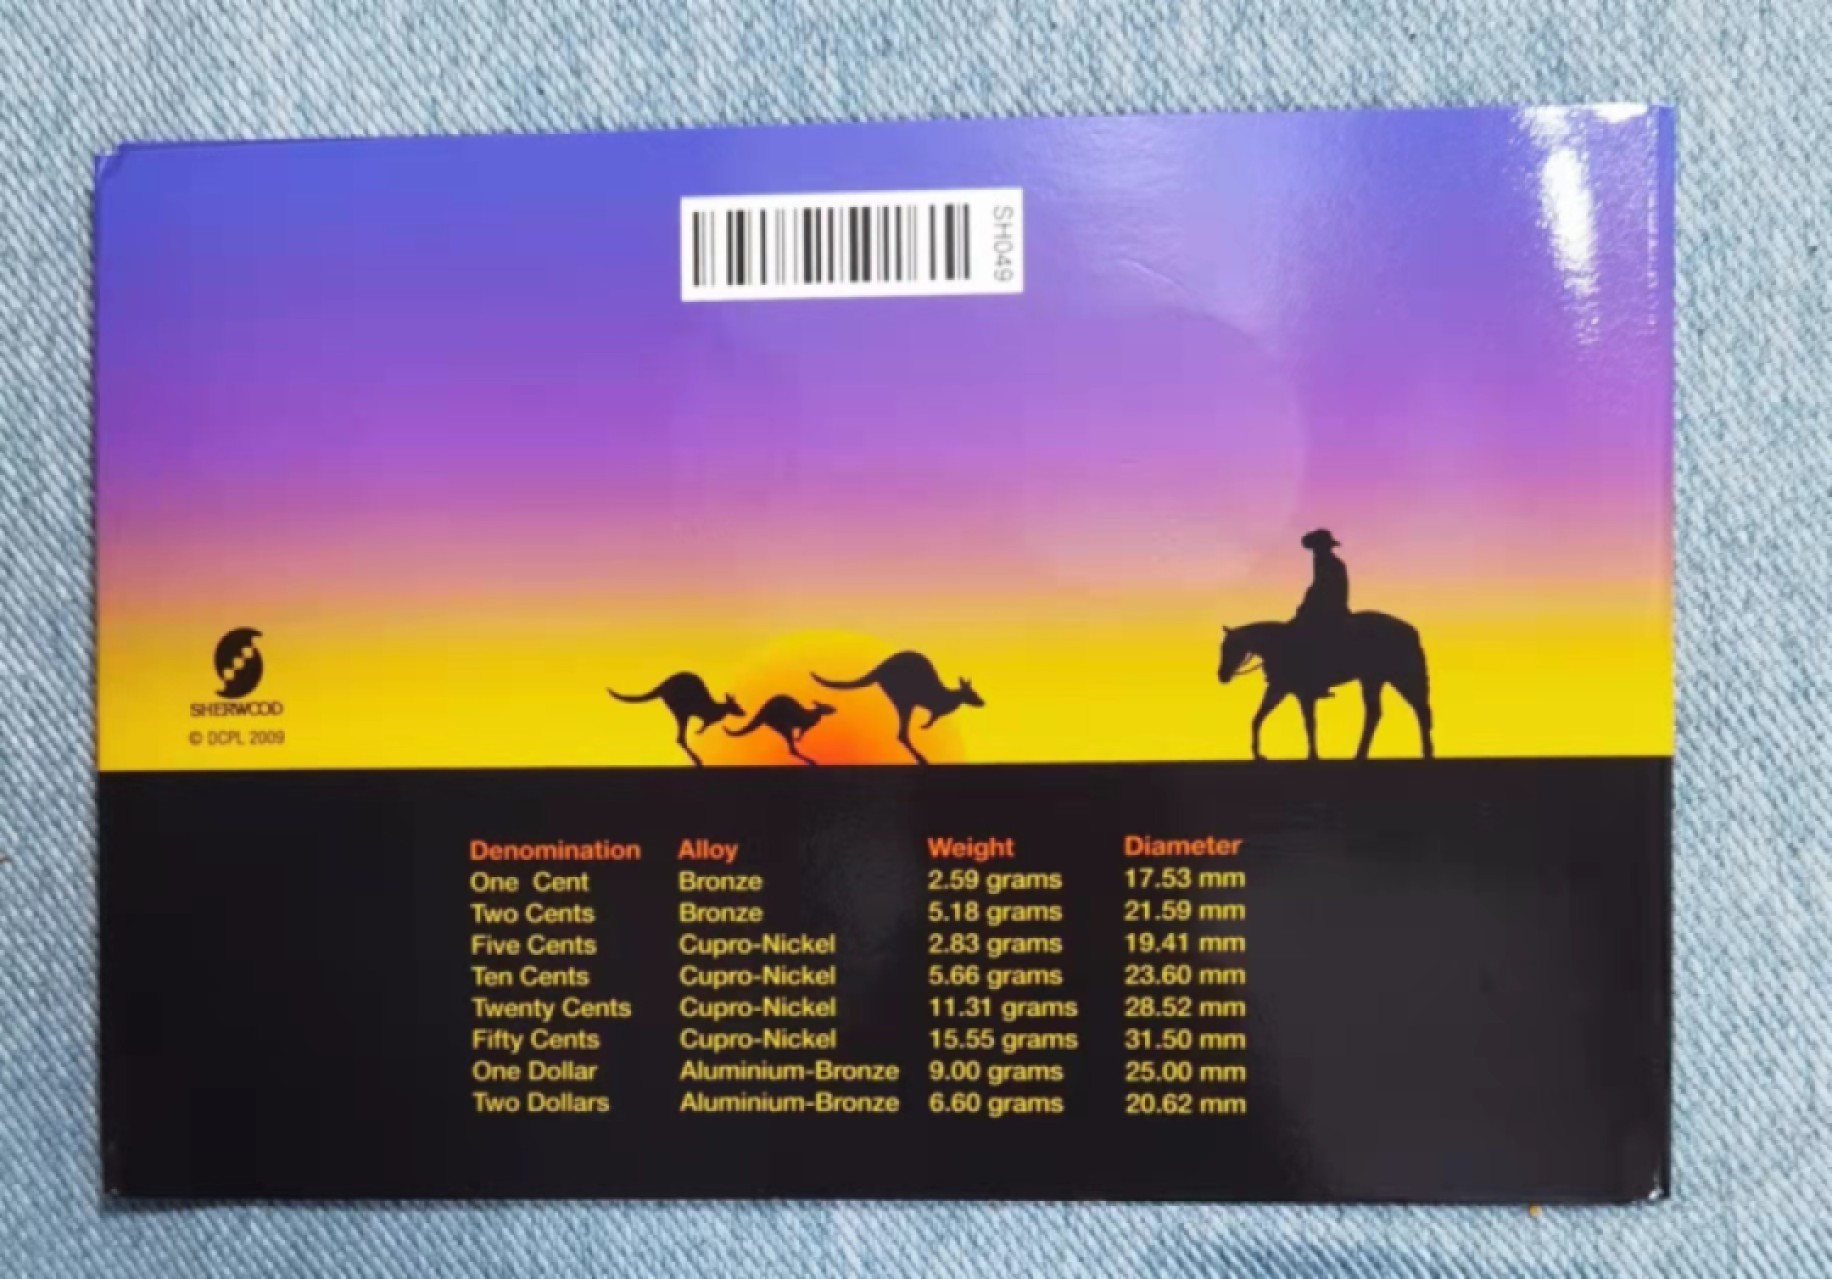 SH049
SHERWOOD
© DCPL 2009
Denomination Alloy Weight Diameter
One Cent Bronze 2.59 grams 17.53 mm
Two Cents Bronze 5.18 grams 21.59 mm
Five Cents Cupro-Nickel 2.83 grams 19.41 mm
Ten Cents Cupro-Nickel 5.66 grams 23.60 mm
Twenty Cents Cupro-Nickel 11.31 grams 28.52 mm
Fifty Cents Cupro-Nickel 15.55 grams 31.50 mm
One Dollar Aluminium-Bronze 9.00 grams 25.00 mm
Two Dollars Aluminium-Bronze 6.60 grams 20.62 mm